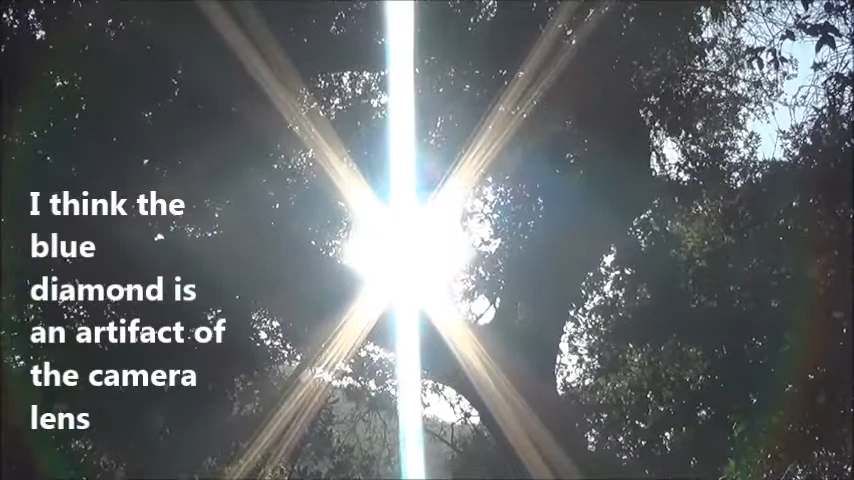 I think the
blue
diamond is
an artifact of
the camera
lens